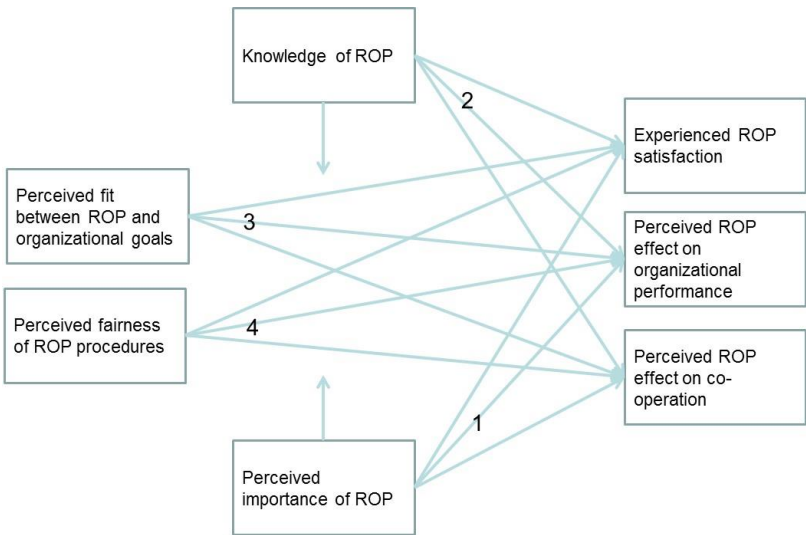 Knowledge of ROP
2
Experienced ROP
satisfaction
Perceived fit
between ROP and
organizational goals
3
Perceived ROP
effect on
organizational
performance
Perceived fairness
of ROP procedures
4
Perceived ROP
effect on co-
operation
1
Perceived
importance of ROP